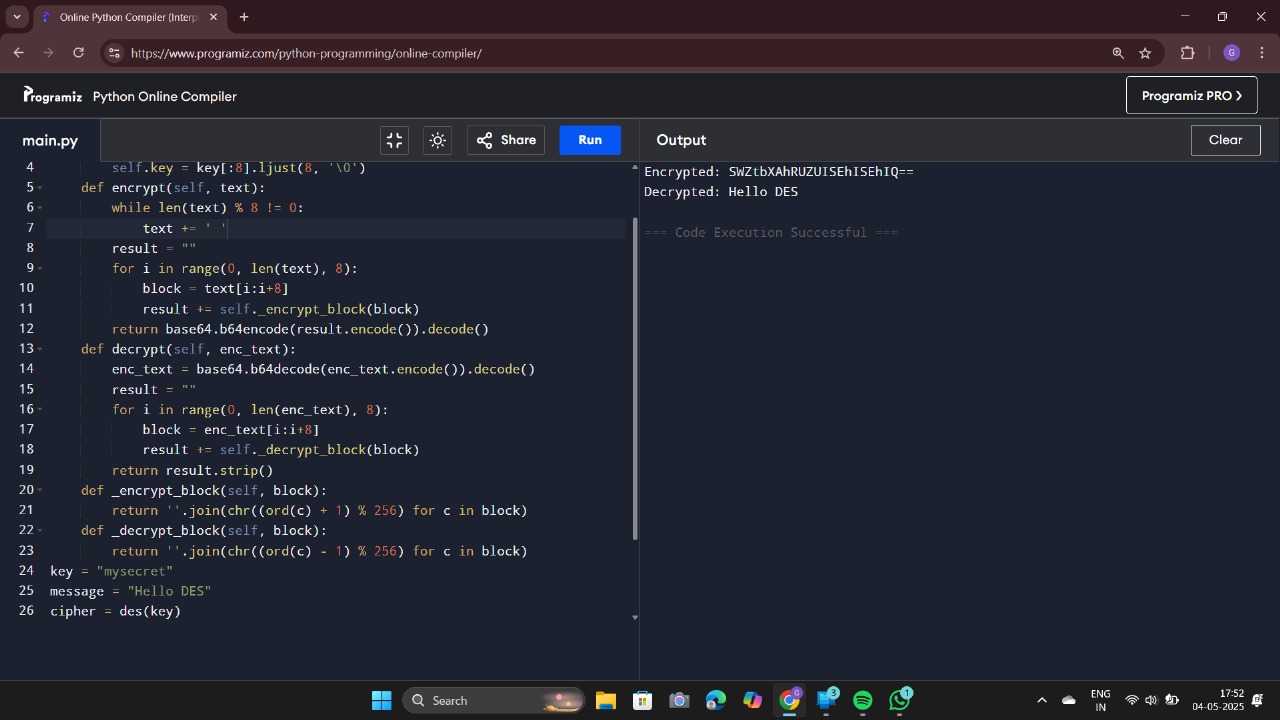 Online Python Compiler (Interp
https://www.programiz.com/python-programming/online-compiler/
G
Programiz Python Online Compiler
Programiz PRO ❯
main.py
Share
Run
Output
Clear
4 self.key = key[:8].ljust(8, '\0')
5 def encrypt(self, text):
6 while len(text) % 8 != 0:
7 text += ' '
8 result = ""
9 for i in range(0, len(text), 8):
10 block = text[i:i+8]
11 result += self._encrypt_block(block)
12 return base64.b64encode(result.encode()).decode()
13 def decrypt(self, enc_text):
14 enc_text = base64.b64decode(enc_text.encode()).decode()
15 result = ""
16 for i in range(0, len(enc_text), 8):
17 block = enc_text[i:i+8]
18 result += self._decrypt_block(block)
19 return result.strip()
20 def _encrypt_block(self, block):
21 return ''.join(chr((ord(c) + 1) % 256) for c in block)
22 def _decrypt_block(self, block):
23 return ''.join(chr((ord(c) - 1) % 256) for c in block)
24 key = "mysecret"
25 message = "Hello DES"
26 cipher = des(key)
Encrypted: SWZtbXAhRUZUISEhISEhIQ==
Decrypted: Hello DES
=== Code Execution Successful ===
Search
G
3
1
ENG
IN
17:52
04-05-2025